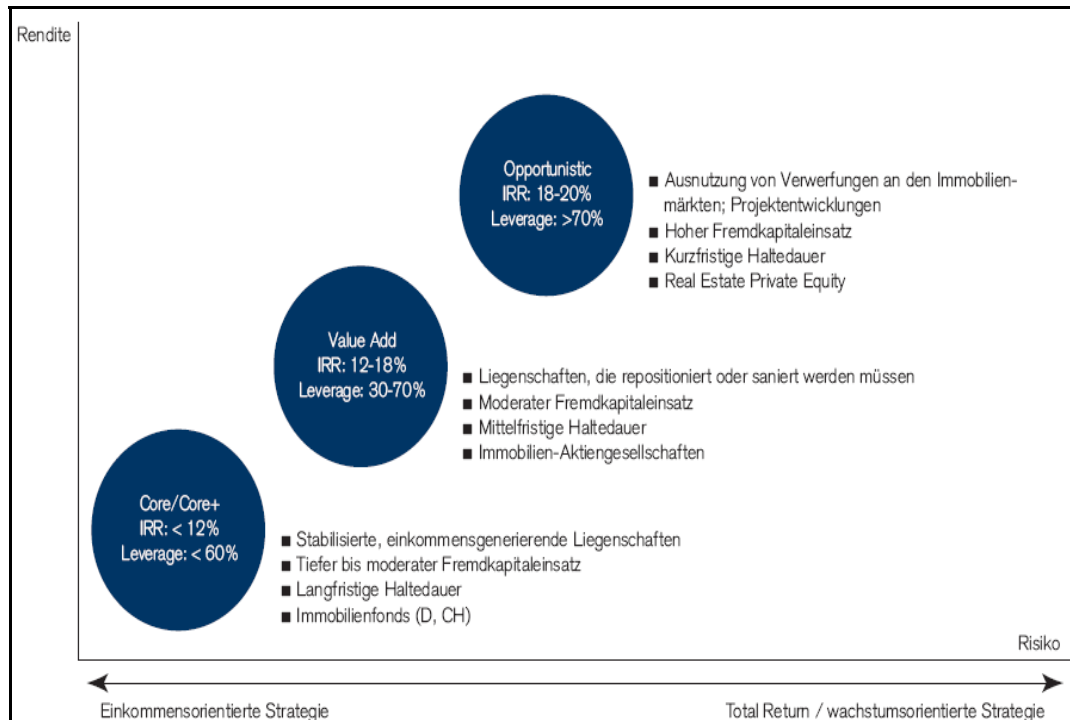 Rendite
Opportunistic
IRR: 18-20%
Leverage: >70%
■ Ausnutzung von Verwerfungen an den Immobilien-
märkten; Projektentwicklungen
■ Hoher Fremdkapitaleinsatz
■ Kurzfristige Haltedauer
■ Real Estate Private Equity
Value Add
IRR: 12-18%
Leverage: 30-70%
■ Liegenschaften, die repositioniert oder saniert werden müssen
■ Moderater Fremdkapitaleinsatz
■ Mittelfristige Haltedauer
■ Immobilien-Aktiengesellschaften
Core/Core+
IRR: < 12%
Leverage: < 60%
■ Stabilisierte, einkommensgenerierende Liegenschaften
■ Tiefer bis moderater Fremdkapitaleinsatz
■ Langfristige Haltedauer
■ Immobilienfonds (D, CH)
Risiko
Einkommensorientierte Strategie
Total Return / wachstumsorientierte Strategie